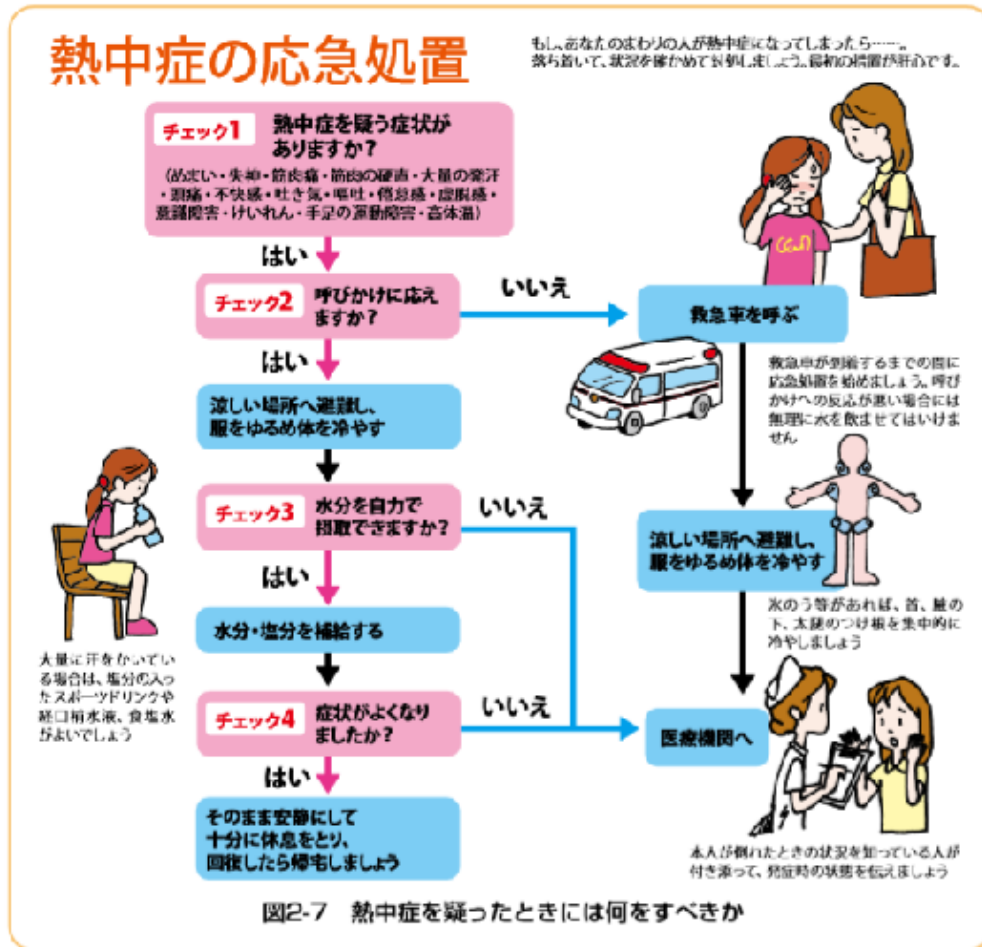 熱中症の応急処置
もし、あなたのまわりの人が熱中症になってしまったら……。
落ち着いて、状況を確かめて対処しましょう。最初の措置が肝心です。
チェック1 熱中症を疑う症状が
ありますか?
(めまい・失神・筋肉痛・筋肉の硬直・大量の発汗
・頭痛・不快感・吐き気・嘔吐・倦怠感・虚脱感・
意識障害・けいれん・手足の運動障害・高体温)
はい
チェック2 呼びかけに応え
ますか?
いいえ
救急車を呼ぶ
はい
救急車が到着するまでの間に
応急処置を始めましょう。呼び
かけへの反応が悪い場合には
無理に水を飲ませてはいけま
せん
涼しい場所へ避難し、
服をゆるめ体を冷やす
チェック3 水分を自力で
摂取できますか?
いいえ
涼しい場所へ避難し、
服をゆるめ体を冷やす
はい
氷のう等があれば、首、腋の
下、太腿のつけ根を集中的に
冷やしましょう
水分・塩分を補給する
大量に汗をかいてい
る場合は、塩分の入っ
たスポーツドリンクや
経口補水液、食塩水
がよいでしょう
チェック4 症状がよくなり
ましたか?
いいえ
医療機関へ
はい
そのまま安静にして
十分に休息をとり、
回復したら帰宅しましょう
本人が倒れたときの状況を知っている人が
付き添って、発症時の状態を伝えましょう
図2-7 熱中症を疑ったときには何をすべきか